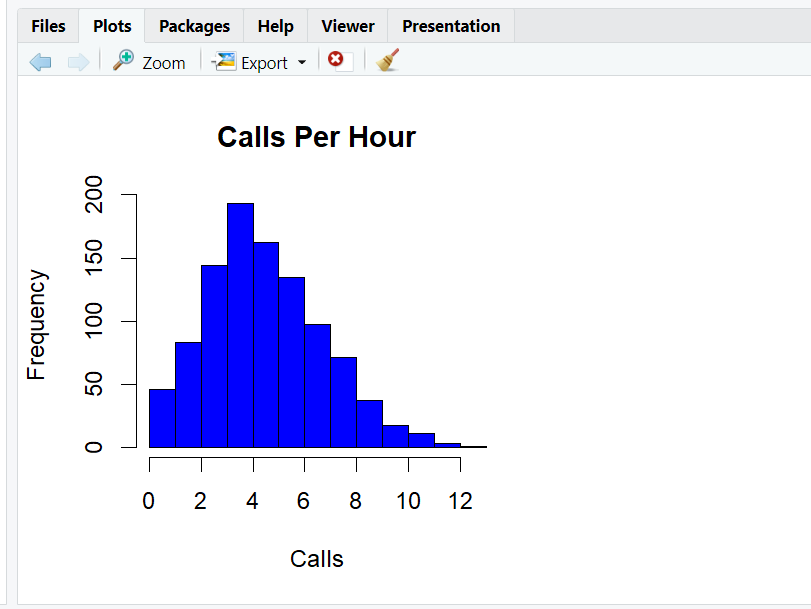 Files Plots Packages Help Viewer Presentation
Zoom Export
Calls Per Hour
Frequency
200
150
100
50
0
0 2 4 6 8 10 12
Calls